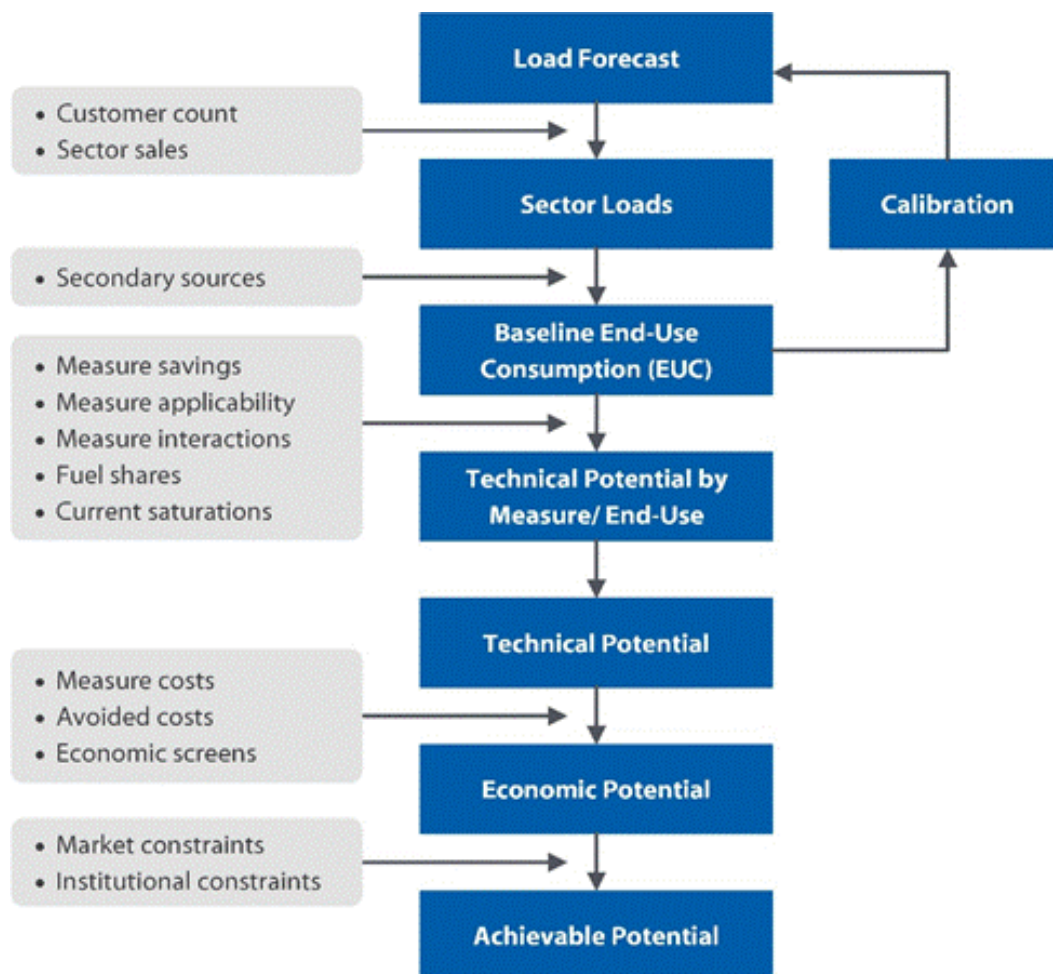 Load Forecast
• Customer count
• Sector sales
Sector Loads
Calibration
• Secondary sources
Baseline End-Use
Consumption (EUC)
• Measure savings
• Measure applicability
• Measure interactions
• Fuel shares
• Current saturations
Technical Potential by
Measure/ End-Use
Technical Potential
• Measure costs
• Avoided costs
• Economic screens
Economic Potential
• Market constraints
• Institutional constraints
Achievable Potential